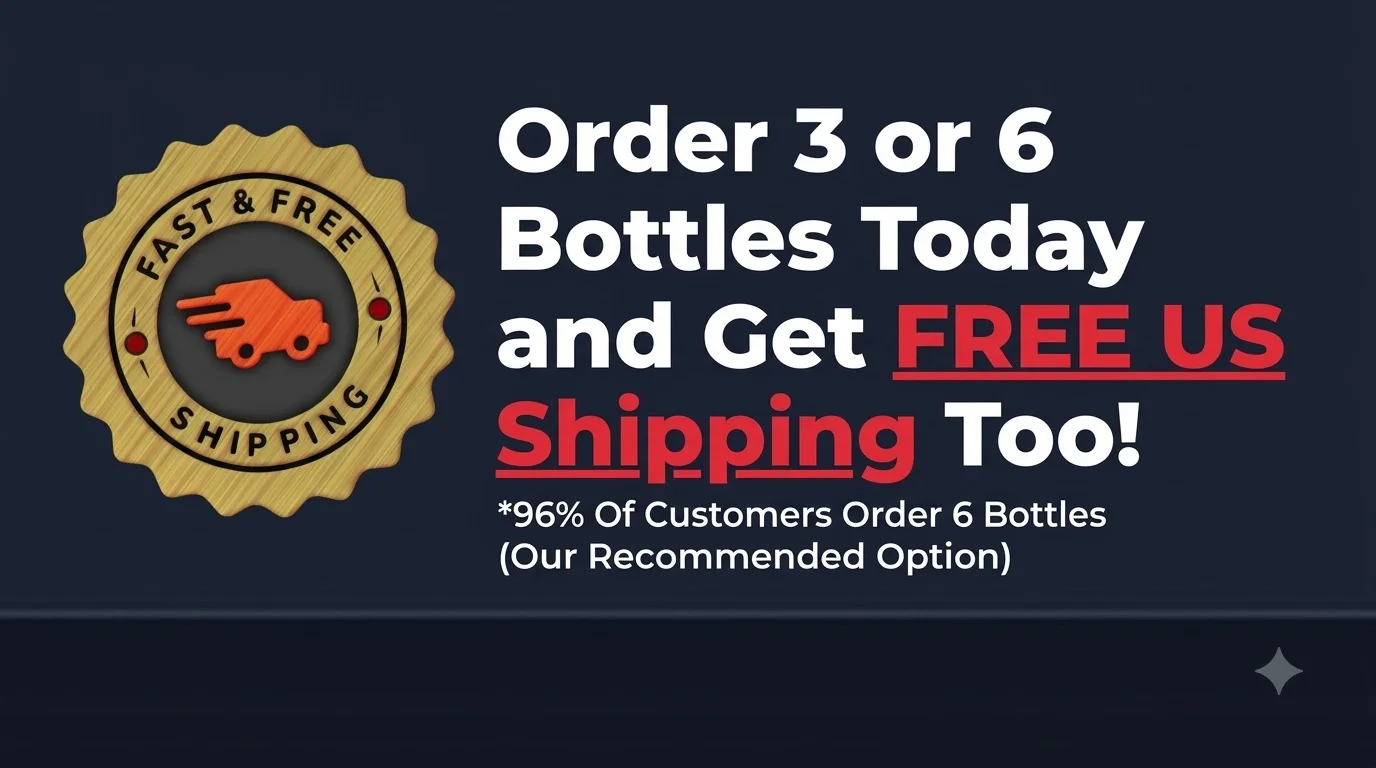 FAST & FREE
SHIPPING
Order 3 or 6
Bottles Today
and Get FREE US
Shipping Too!
*96% Of Customers Order 6 Bottles
(Our Recommended Option)